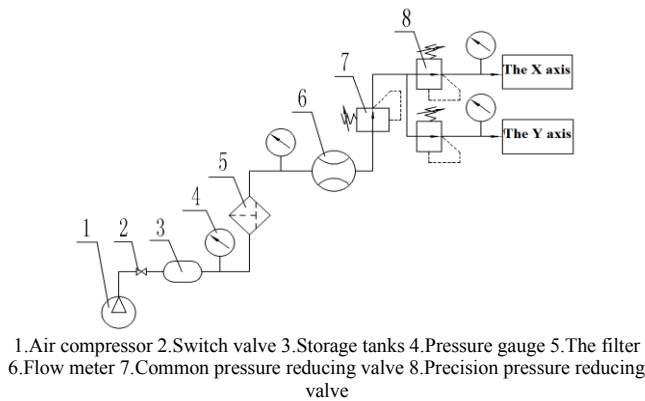 8
The X axis
7
6
The Y axis
5
4
1 2 3
1.Air compressor 2.Switch valve 3.Storage tanks 4.Pressure gauge 5.The filter
6.Flow meter 7.Common pressure reducing valve 8.Precision pressure reducing
valve